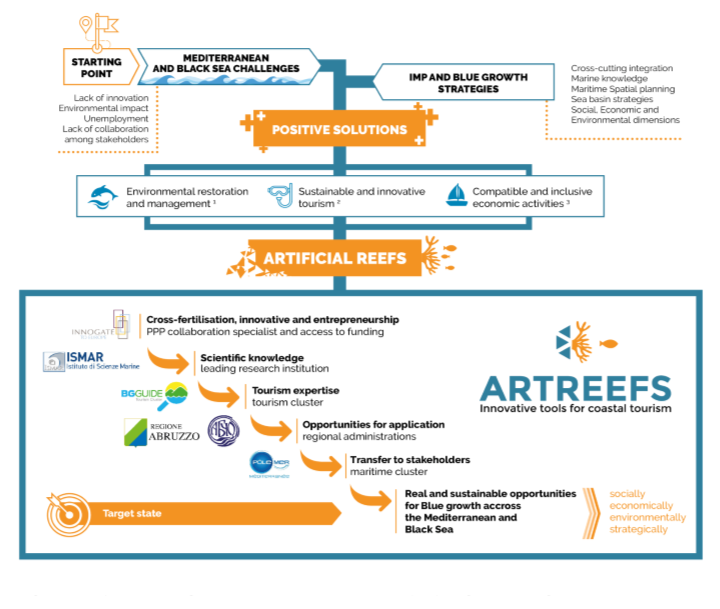 STARTING
POINT
MEDITERRANEAN
AND BLACK SEA CHALLENGES
IMP AND BLUE GROWTH
STRATEGIES
Lack of innovation
Environmental impact
Unemployment
Lack of collaboration
among stakeholders
Cross-cutting integration
Marine knowledge
Maritime Spatial planning
Sea basin strategies
Social, Economic and
Environmental dimensions
POSITIVE SOLUTIONS
Environmental restoration
and management ¹
Sustainable and innovative
tourism ²
Compatible and inclusive
economic activities ³
ARTIFICIAL REEFS
INNOGATE
Cross-fertilisation, innovative and entrepreneurship
PPP collaboration specialist and access to funding
ISMAR
Istituto di Scienze Marine
Scientific knowledge
leading research institution
BGGUIDE
Tourism Cluster
Tourism expertise
tourism cluster
REGIONE
ABRUZZO
Opportunities for application
regional administrations
POLE MER
MEDITERRANEE
Transfer to stakeholders
maritime cluster
Real and sustainable opportunities
for Blue growth accross
the Mediterranean and
Black Sea
socially
economically
environmentally
strategically
Target state
ARTREEFS
Innovative tools for coastal tourism